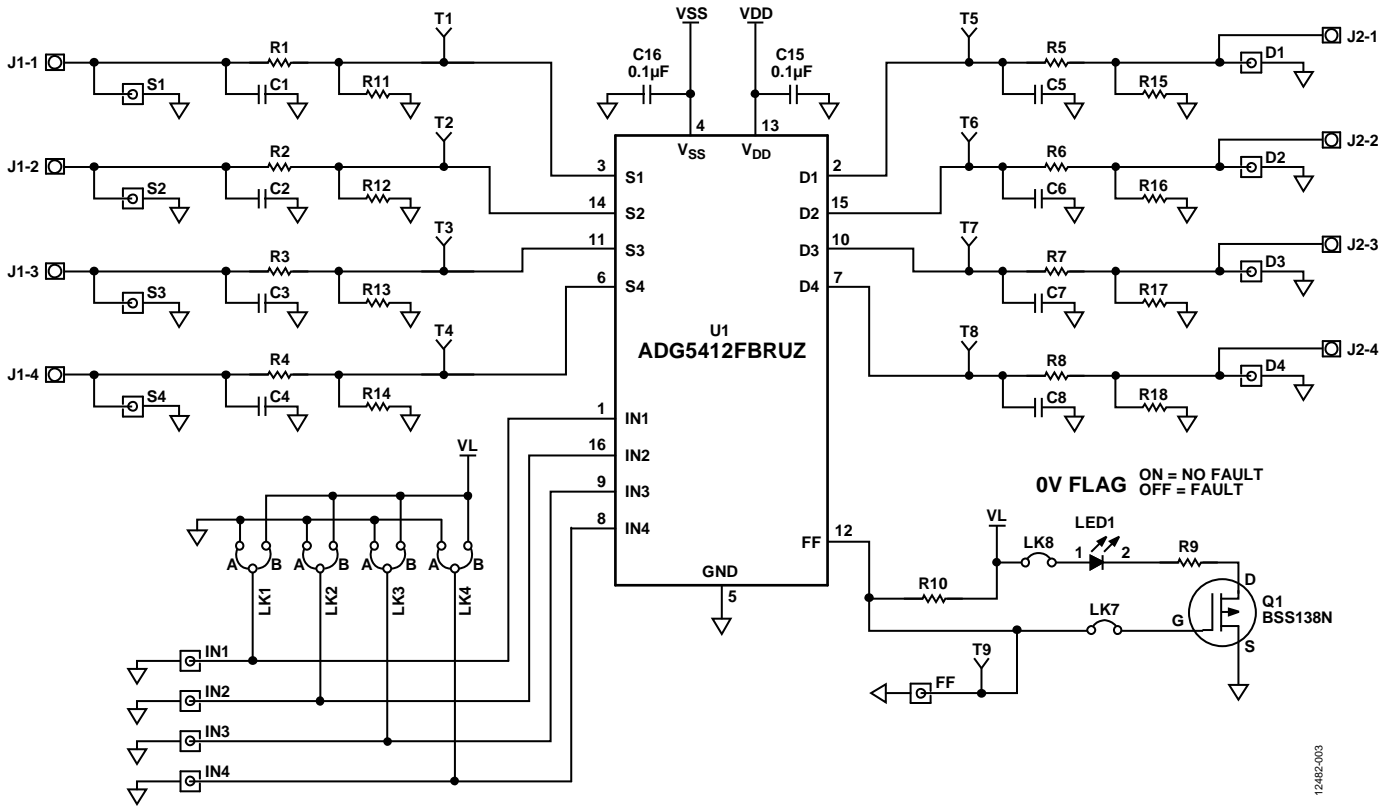 VSS VDD
T1 T5
J1-1 R1 C16 0.1µF C15 0.1µF R5 J2-1
S1 C1 R11 C5 R15 D1
T2 4 13 T6
J1-2 R2 VSS VDD R6 J2-2
3 S1 D1 2
S2 C2 R12 C6 R16 D2
14 S2 D2 15
T3 T7
11 S3 D3 10
J1-3 R3 R7 J2-3
6 S4 D4 7
S3 C3 R13 C7 R17 D3
T4 U1 T8
ADG5412FBRUZ
J1-4 R4 R8 J2-4
S4 C4 R14 C8 R18 D4
1 IN1
VL 16 IN2
9 IN3
8 IN4
0V FLAG ON = NO FAULT
OFF = FAULT
FF 12
VL LK8 LED1 1 2 R9
A B A B A B A B
LK1 LK2 LK3 LK4
GND
5
R10
D
Q1
BSS138N
G
S
LK7
T9
FF
IN1
IN2
IN3
IN4
12482-003